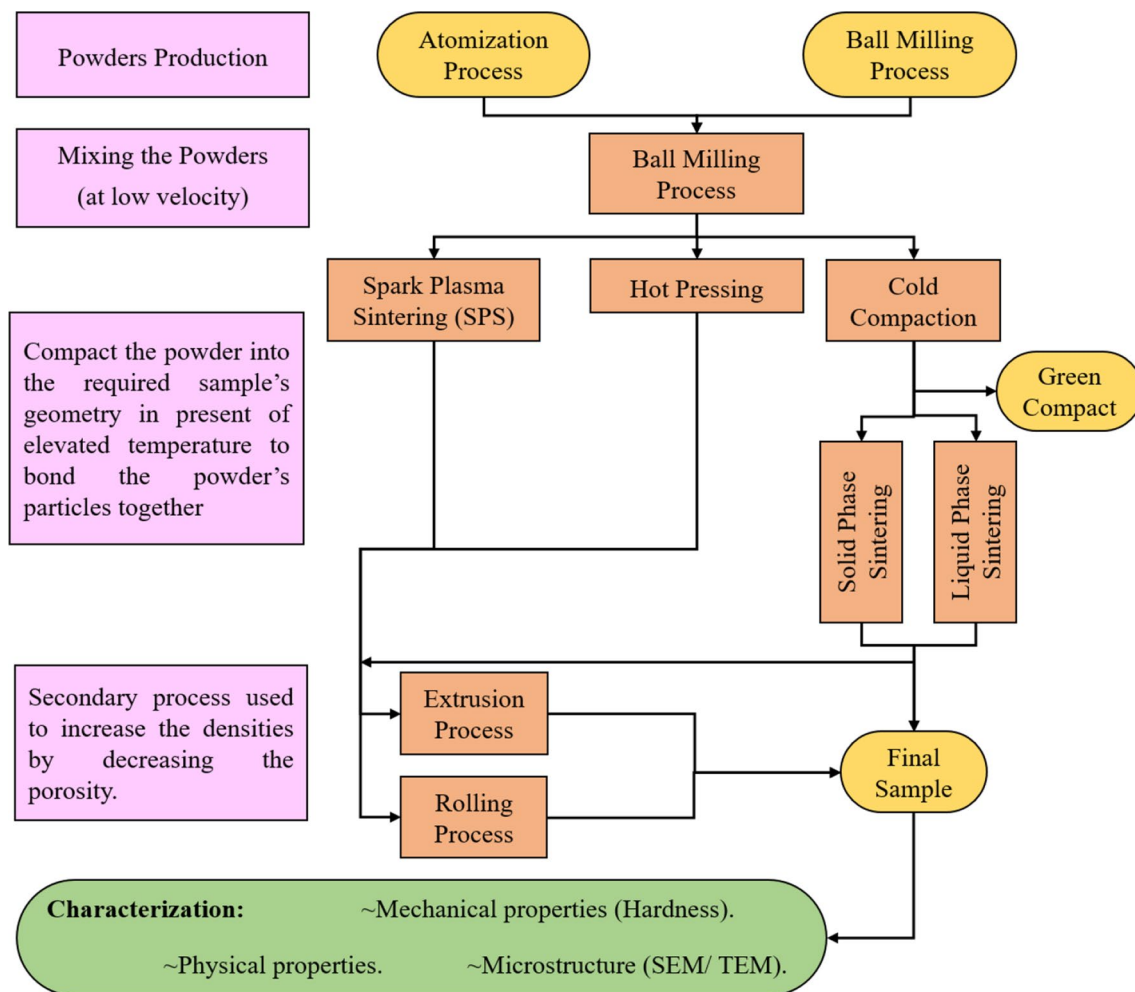 Powders Production
Atomization
Process
Ball Milling
Process
Mixing the Powders
(at low velocity)
Ball Milling
Process
Spark Plasma
Sintering (SPS)
Hot Pressing
Cold
Compaction
Compact the powder into
the required sample’s
geometry in present of
elevated temperature to
bond the powder’s
particles together
Green
Compact
Solid Phase
Sintering
Liquid Phase
Sintering
Secondary process used
to increase the densities
by decreasing the
porosity.
Extrusion
Process
Rolling
Process
Final
Sample
Characterization: ~Mechanical properties (Hardness).
~Physical properties. ~Microstructure (SEM/ TEM).